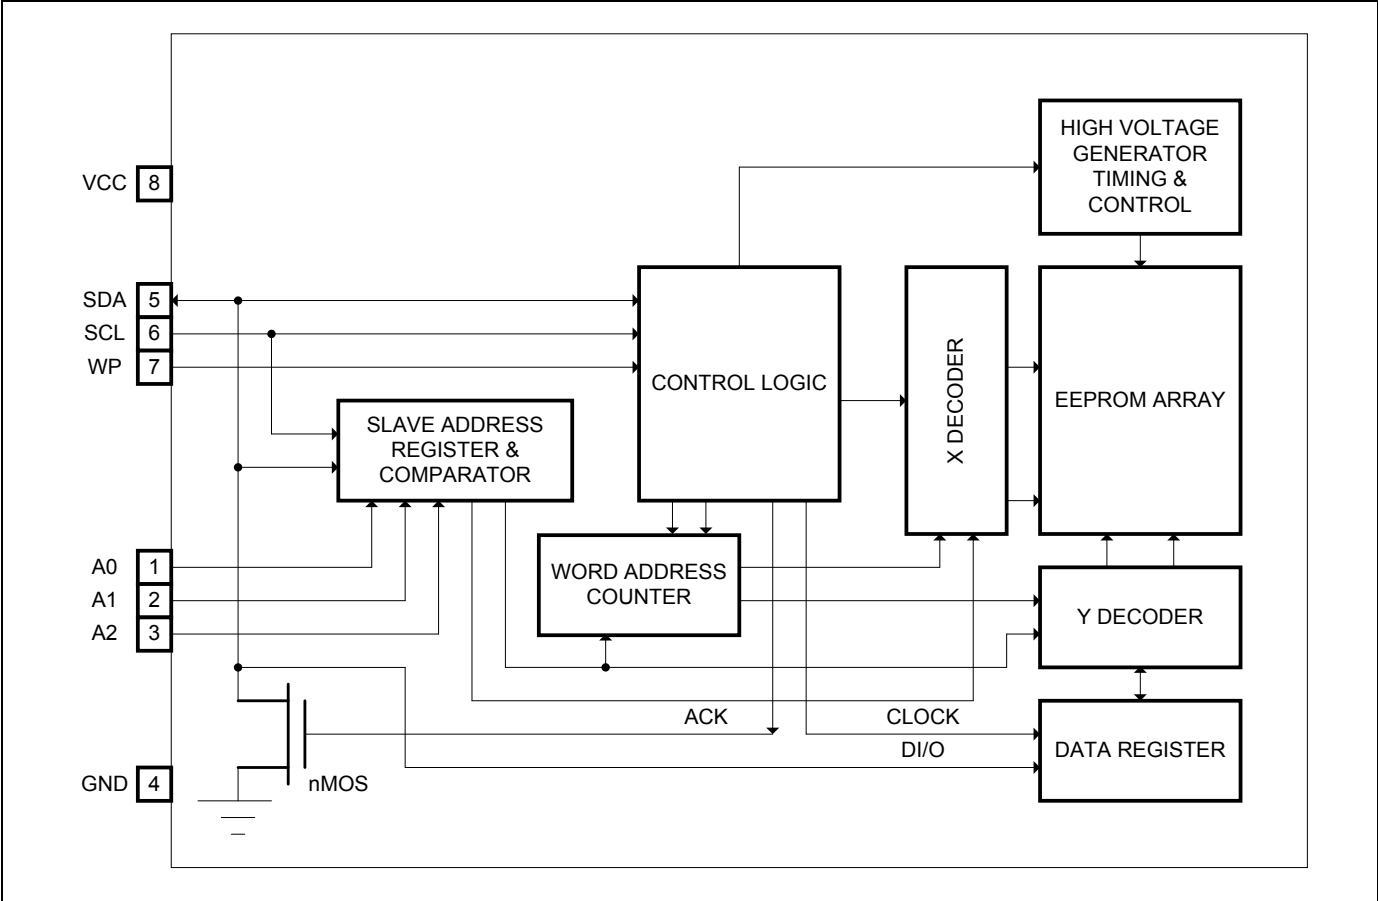 HIGH VOLTAGE
GENERATOR
TIMING &
CONTROL
VCC 8
SDA 5
SCL 6
WP 7
CONTROL LOGIC
X DECODER
EEPROM ARRAY
SLAVE ADDRESS
REGISTER &
COMPARATOR
A0 1
A1 2
A2 3
WORD ADDRESS
COUNTER
Y DECODER
ACK
CLOCK
DI/O
DATA REGISTER
GND 4
nMOS